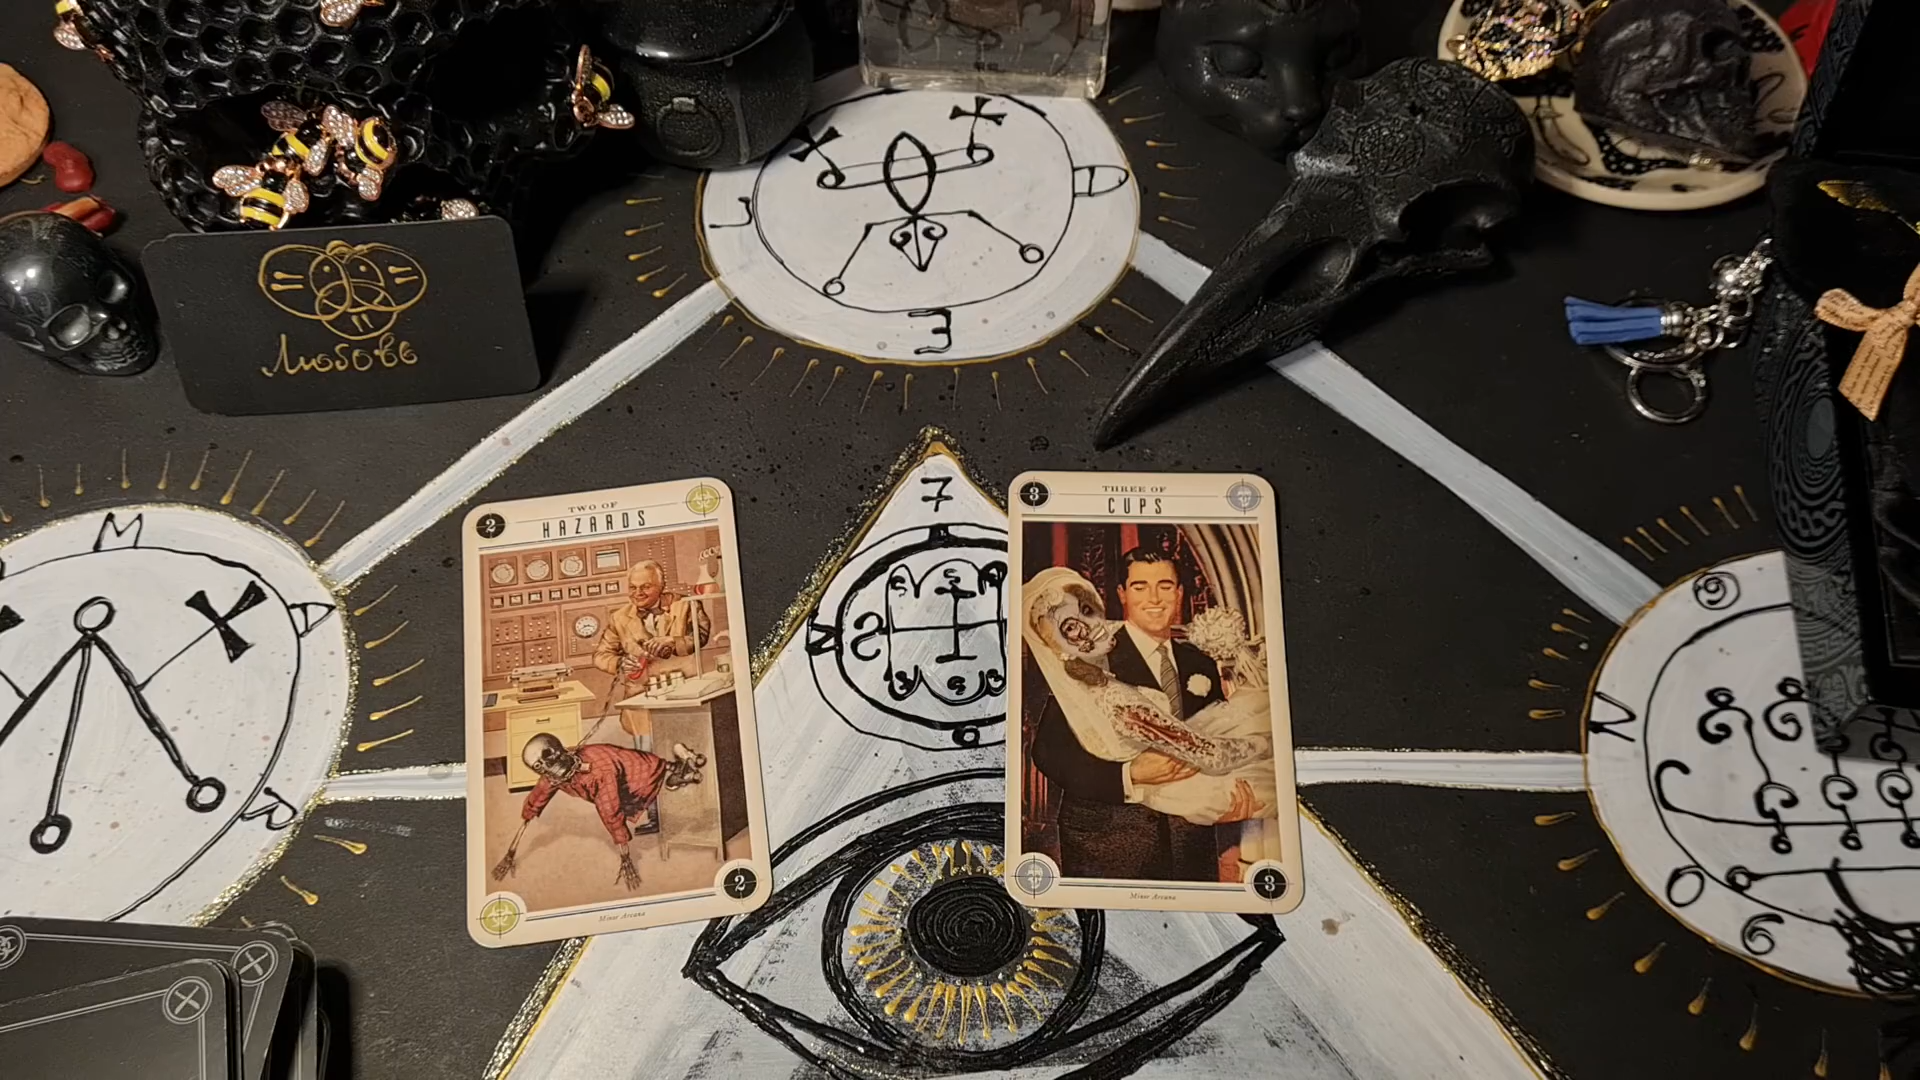 Любовь
2
TWO OF
HAZARDS
2
Minor Arcana
3
THREE OF
CUPS
3
Minor Arcana
7
M
A
R
N
E